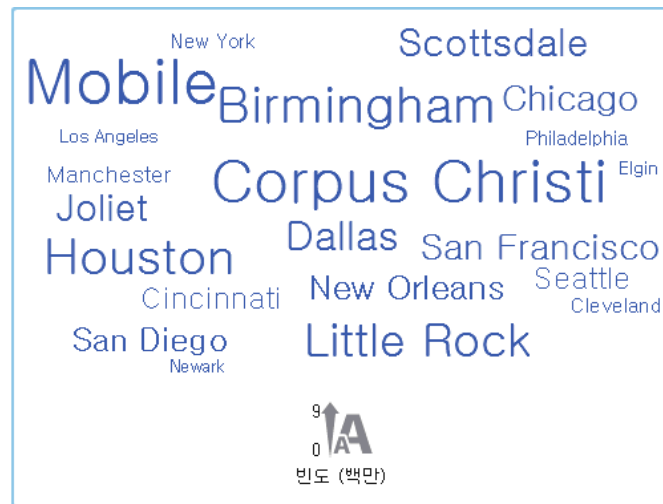 New York
Scottsdale
Mobile
Birmingham
Chicago
Los Angeles
Philadelphia
Manchester
Corpus Christi
Elgin
Joliet
Dallas
Houston
San Francisco
Cincinnati
New Orleans
Seattle
Cleveland
San Diego
Little Rock
Newark
9
A
A
0
빈도 (백만)